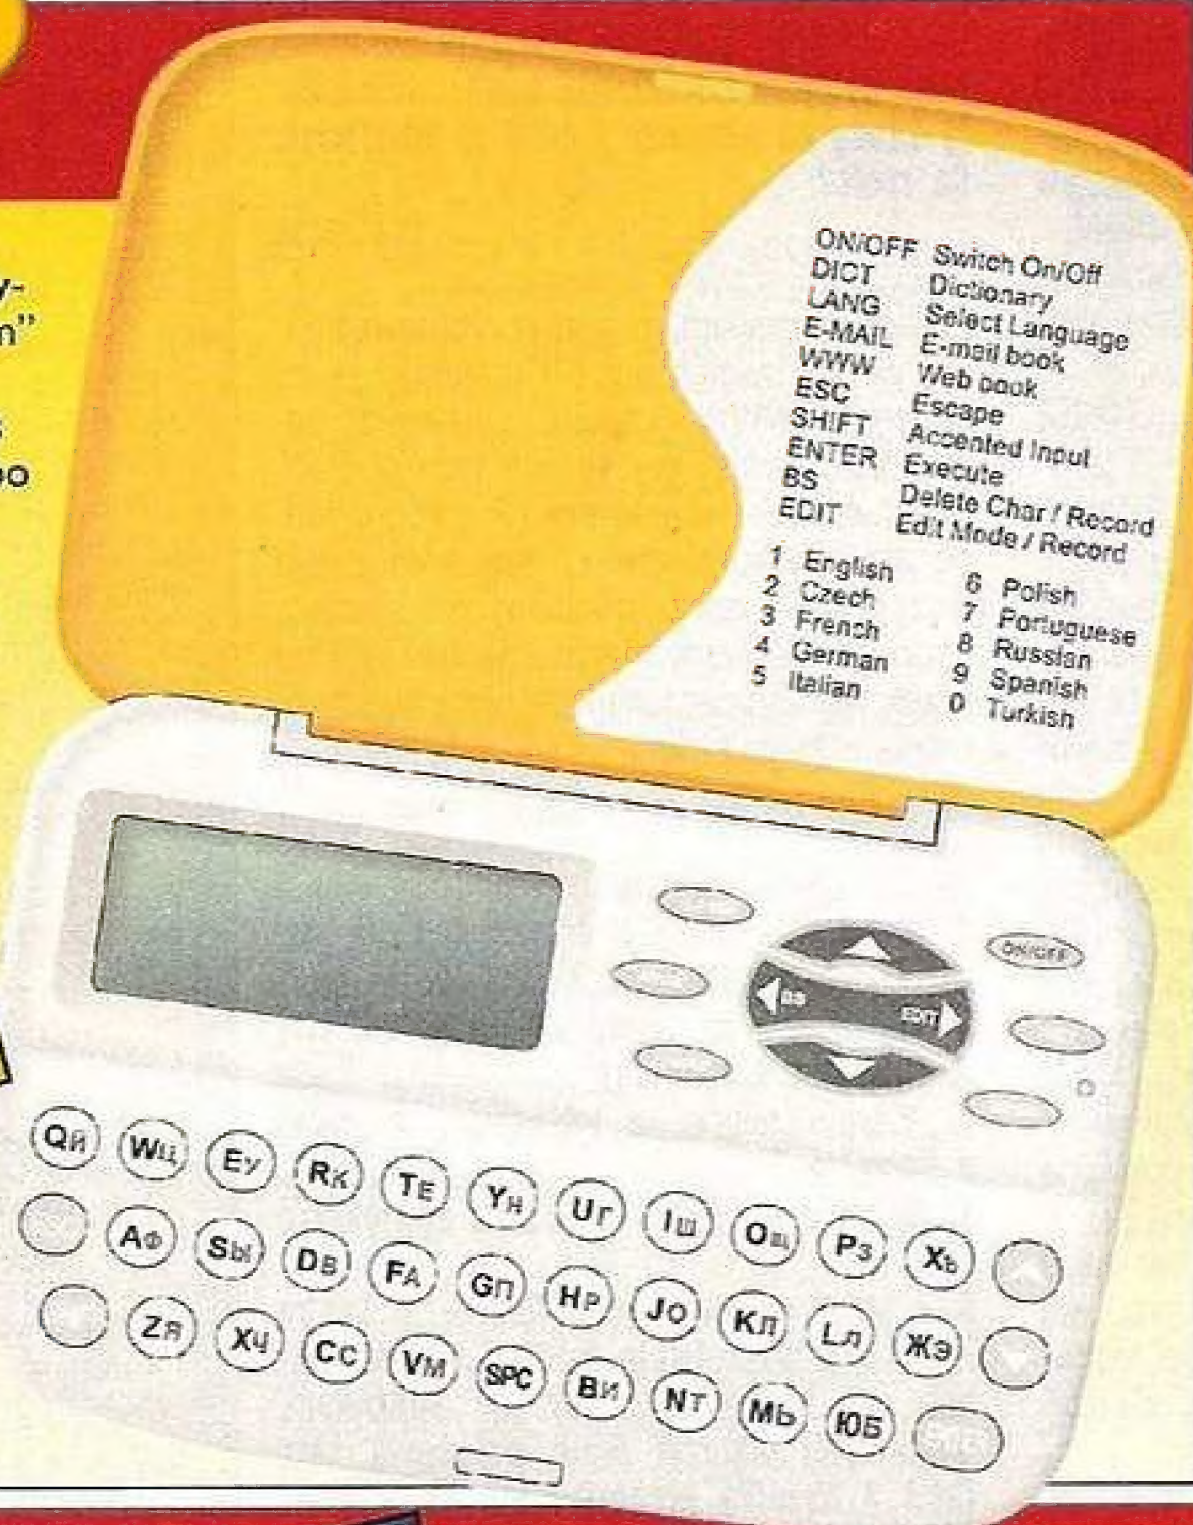 ON/OFF Switch On/Off
DICT Dictionary
LANG Select Language
E-MAIL E-mail book
WWW Web book
ESC Escape
SHIFT Accented Input
ENTER Execute
BS Delete Char / Record
EDIT Edit Mode / Record
1 English 6 Polish
2 Czech 7 Portuguese
3 French 8 Russian
4 German 9 Spanish
5 Italian 0 Turkish
ON/OFF
BS EDIT
QЙ WЦ EУ RК TЕ YН UГ IШ OЩ PЗ ХЪ
AФ SЫ DВ FА GП HР JО KЛ LЛ ЖЭ
ZЯ XЧ CС VМ SPC BИ NТ MЬ ЮБ